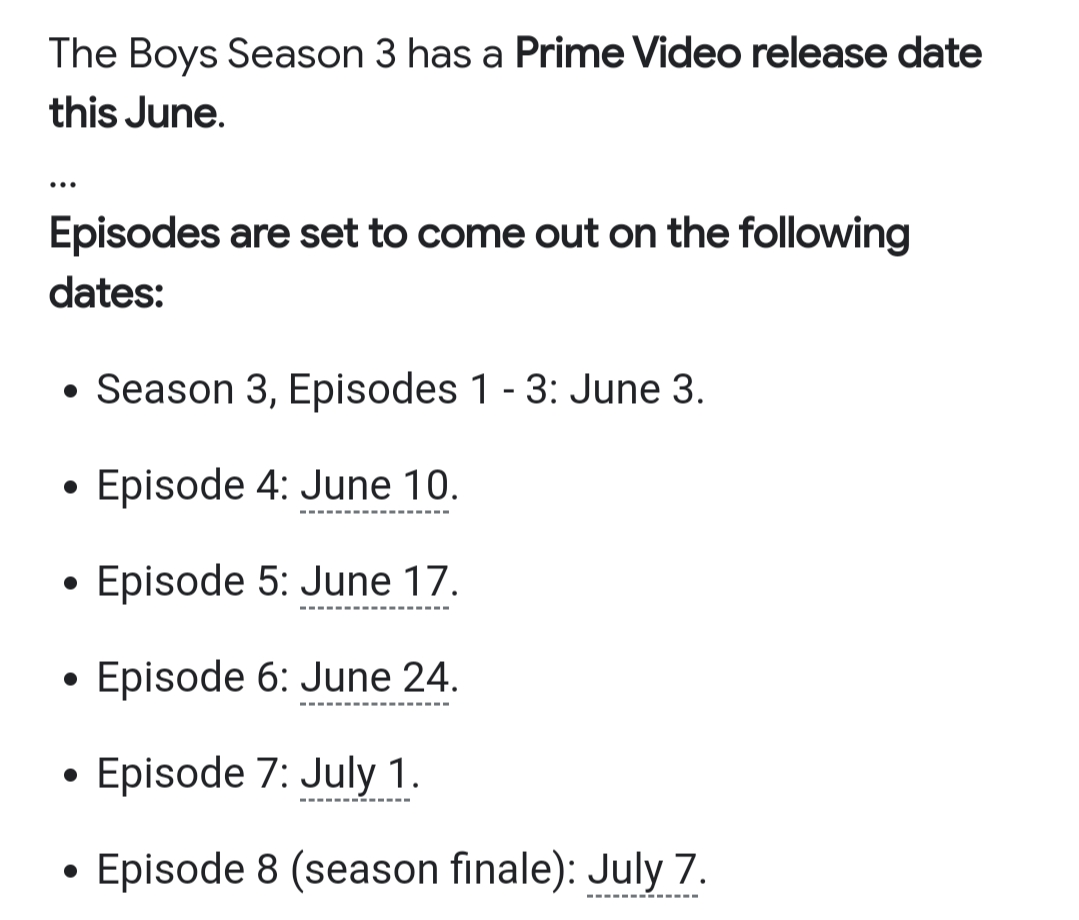 The Boys Season 3 has a Prime Video release date
this June.
...
Episodes are set to come out on the following
dates:
• Season 3, Episodes 1 - 3: June 3.
• Episode 4: June 10.
• Episode 5: June 17.
• Episode 6: June 24.
• Episode 7: July 1.
• Episode 8 (season finale): July 7.